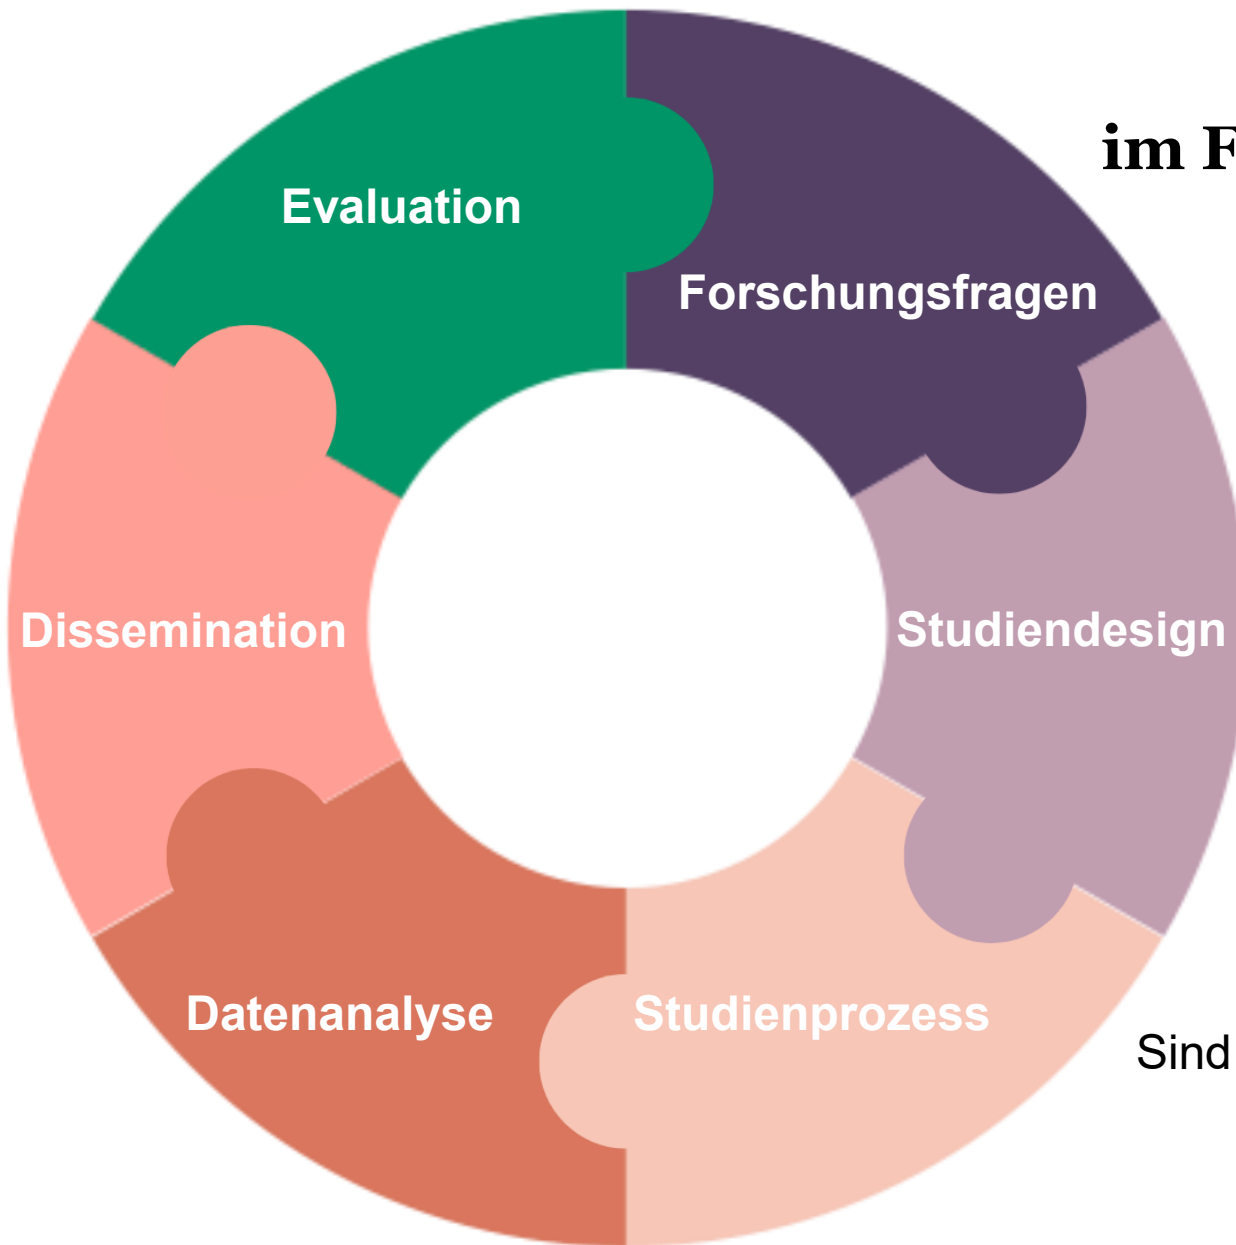 im F
Evaluation
Forschungsfragen
Dissemination
Studiendesign
Datenanalyse
Studienprozess
Sind